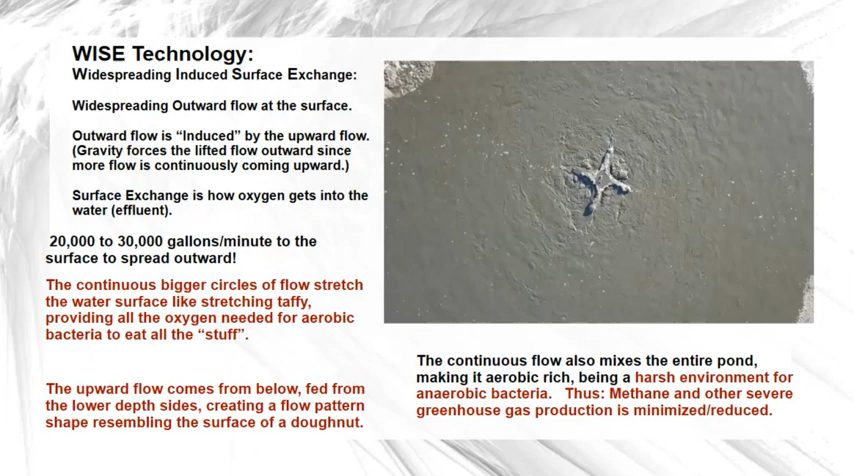 WISE Technology:
Widespreading Induced Surface Exchange:
Widespreading Outward flow at the surface.
Outward flow is “Induced” by the upward flow.
(Gravity forces the lifted flow outward since
more flow is continuously coming upward.)
Surface Exchange is how oxygen gets into the
water (effluent).
20,000 to 30,000 gallons/minute to the
surface to spread outward!
The continuous bigger circles of flow stretch
the water surface like stretching taffy,
providing all the oxygen needed for aerobic
bacteria to eat all the “stuff”.
The upward flow comes from below, fed from
the lower depth sides, creating a flow pattern
shape resembling the surface of a doughnut.
The continuous flow also mixes the entire pond,
making it aerobic rich, being a harsh environment for
anaerobic bacteria. Thus: Methane and other severe
greenhouse gas production is minimized/reduced.